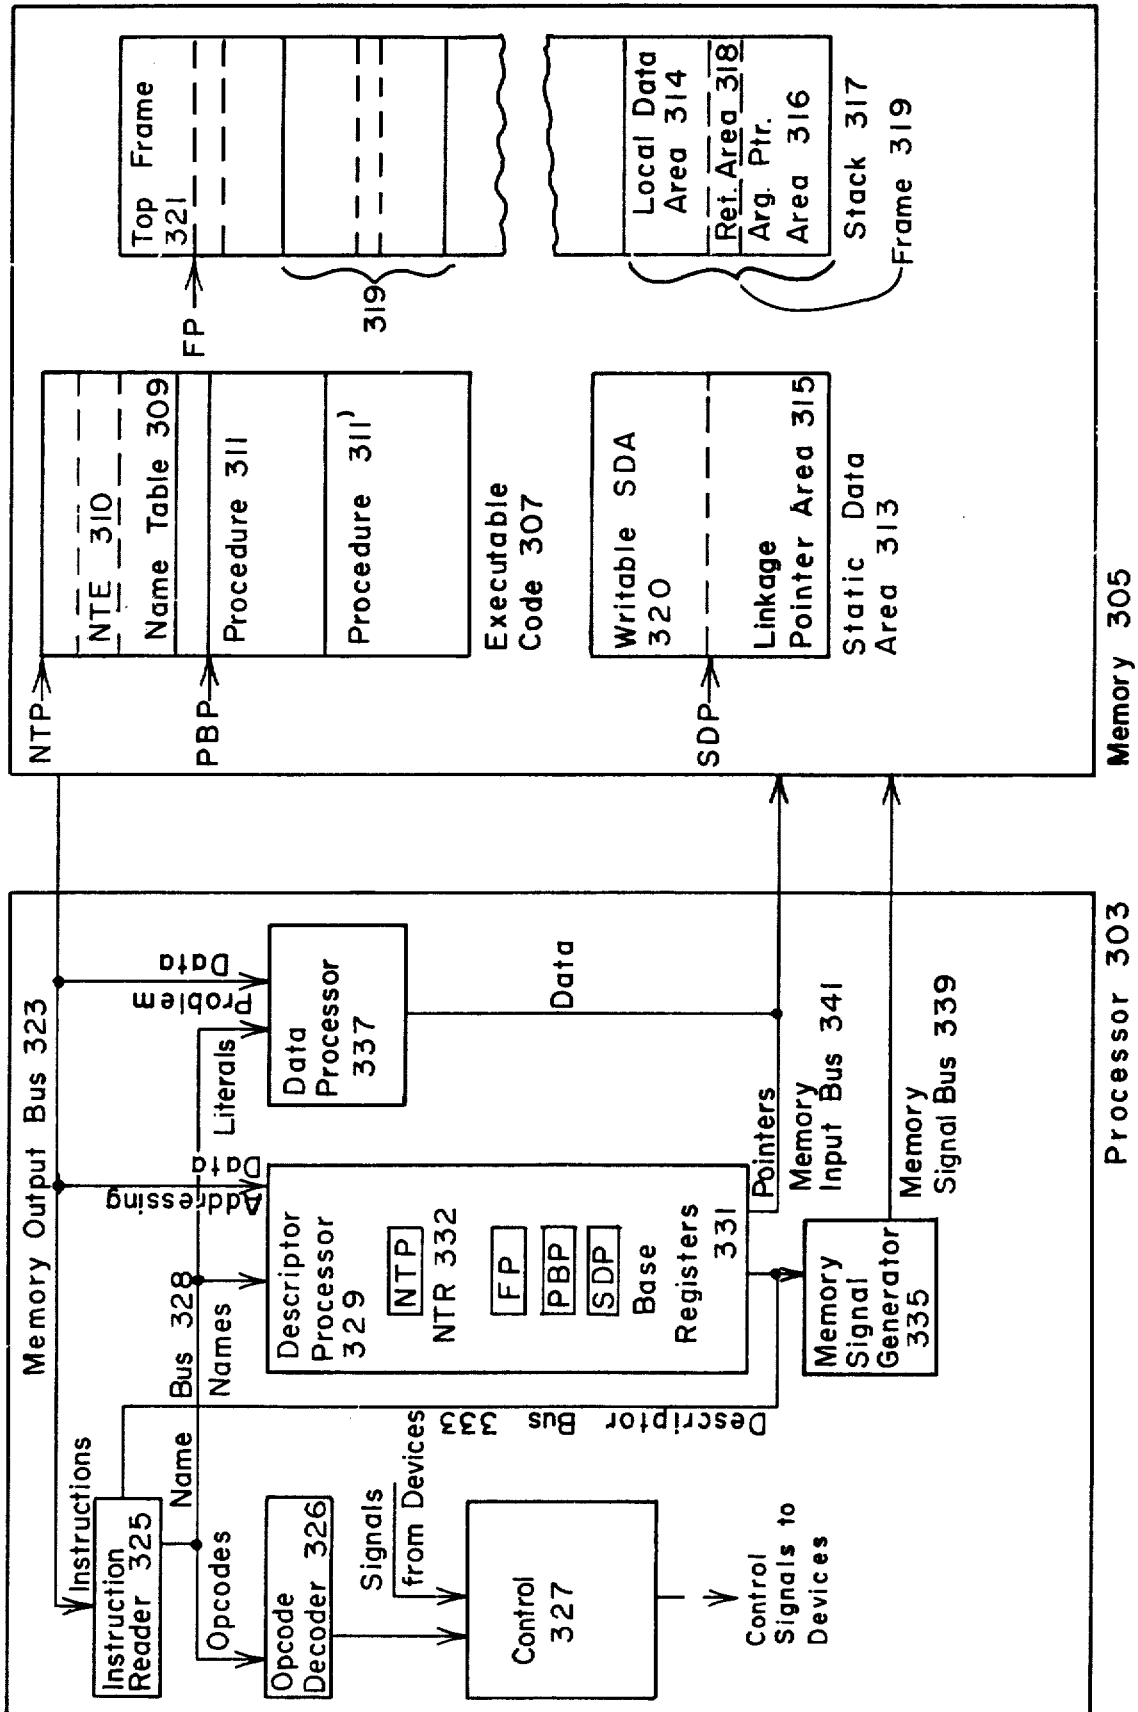 Memory Output Bus 323
Instructions
Instruction
Reader 325
Name Bus 328
Names
Opcodes
Opcode
Decoder 326
Signals
from Devices
Control
327
Control
Signals to
Devices
Descriptor Bus 333
Addressing
Data
Descriptor
Processor
329
NTP
NTR 332
FP
PBP
SDP
Base
Registers
331
Literals
Problem
Data
Data
Processor
337
Data
Pointers
Memory
Input Bus 341
Memory
Signal
Generator
335
Memory
Signal Bus 339
Processor 303
NTP
NTE 310
Name Table 309
PBP
Procedure 311
Procedure 311'
Executable
Code 307
SDP
Writable SDA
320
Linkage
Pointer Area 315
Static Data
Area 313
FP
Top Frame
321
319
Local Data
Area 314
Ret. Area 318
Arg. Ptr.
Area 316
Stack 317
Frame 319
Memory 305